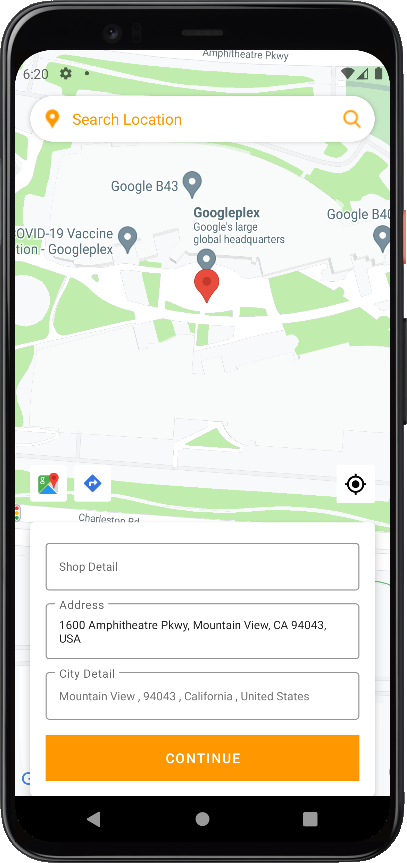 Amphitheatre Pkwy
6:20
Search Location
Google B43
Googleplex
Google's large
global headquarters
Google B40
OVID-19 Vaccine
tion - Googleplex
Charleston Rd
Shop Detail
Address
1600 Amphitheatre Pkwy, Mountain View, CA 94043,
USA
City Detail
Mountain View , 94043 , California , United States
CONTINUE